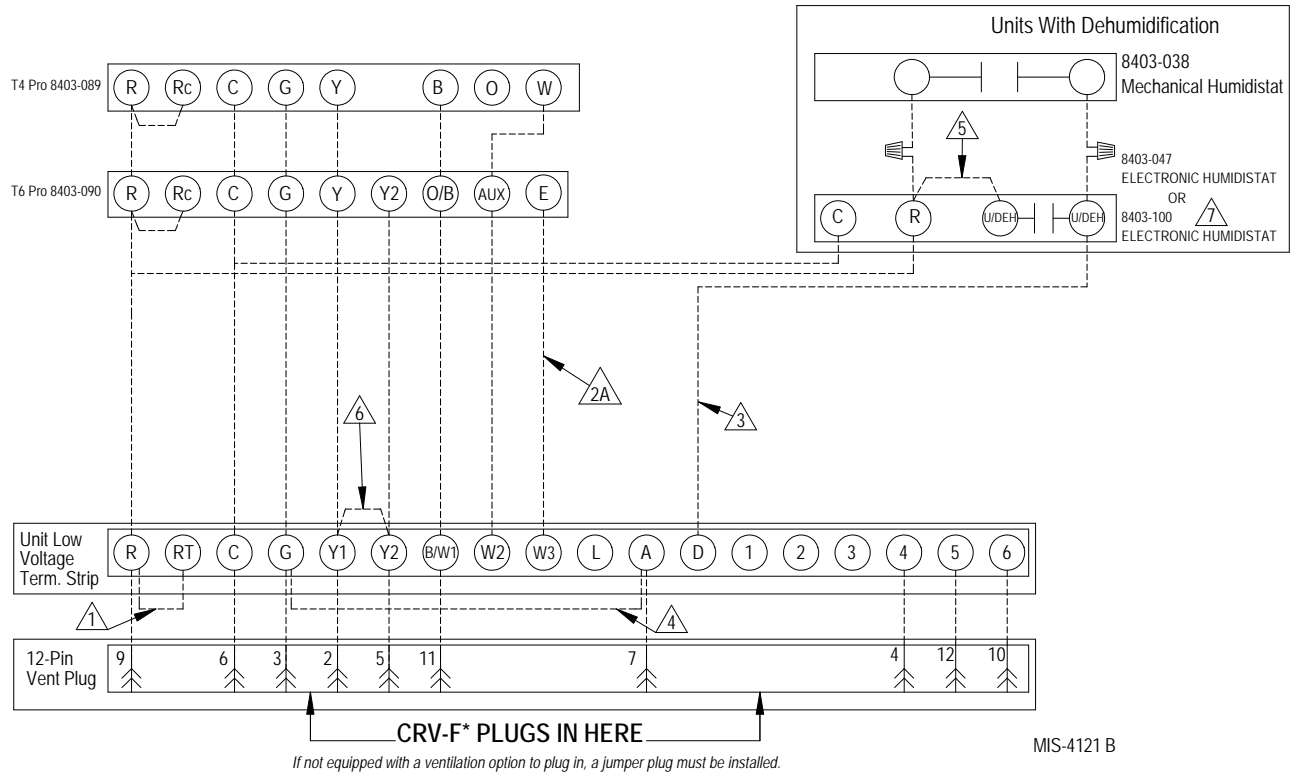 Units With Dehumidification
8403-038
Mechanical Humidistat
T4 Pro 8403-089
R Rc C G Y B O W
5
8403-047
ELECTRONIC HUMIDISTAT
OR
8403-100
ELECTRONIC HUMIDISTAT
7
T6 Pro 8403-090
R Rc C G Y Y2 O/B AUX E
C R U/DEH U/DEH
2A
6
3
Unit Low
Voltage
Term. Strip
R RT C G Y1 Y2 B/W1 W2 W3 L A D 1 2 3 4 5 6
1
4
12-Pin
Vent Plug
9 6 3 2 5 11 7 4 12 10
CRV-F* PLUGS IN HERE
MIS-4121 B
If not equipped with a ventilation option to plug in, a jumper plug must be installed.